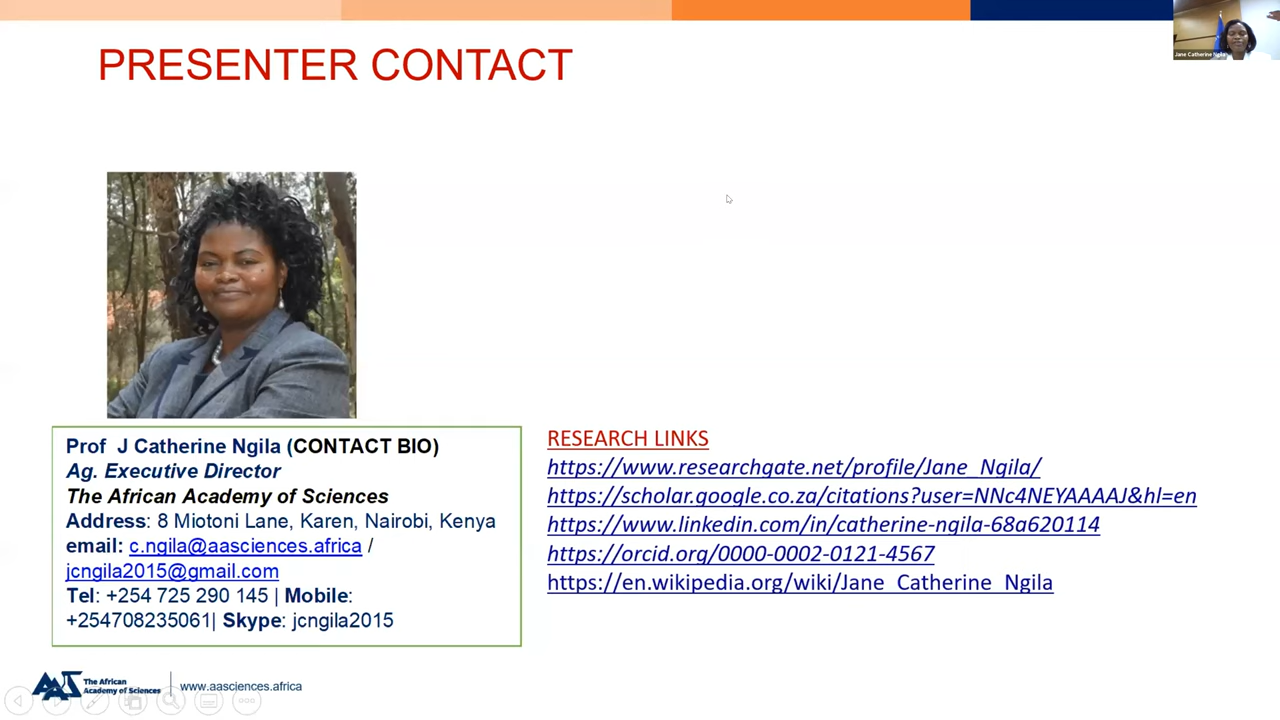 PRESENTER CONTACT
Jane Catherine Ngila
Prof J Catherine Ngila (CONTACT BIO)
Ag. Executive Director
The African Academy of Sciences
Address: 8 Miotoni Lane, Karen, Nairobi, Kenya
email: c.ngila@aasciences.africa /
jcngila2015@gmail.com
Tel: +254 725 290 145 | Mobile:
+254708235061| Skype: jcngila2015
RESEARCH LINKS
https://www.researchgate.net/profile/Jane_Ngila/
https://scholar.google.co.za/citations?user=NNc4NEYAAAAJ&hl=en
https://www.linkedin.com/in/catherine-ngila-68a620114
https://orcid.org/0000-0002-0121-4567
https://en.wikipedia.org/wiki/Jane_Catherine_Ngila
AAS
The African
Academy of Sciences
www.aasciences.africa